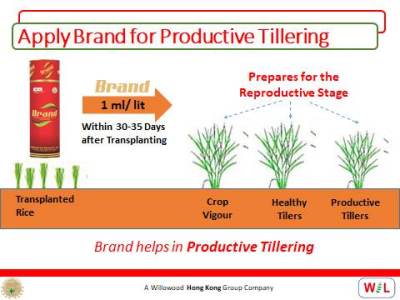 Apply Brand for Productive Tillering
Brand
Brand
1 ml/ lit
Within 30-35 Days
after Transplanting
Prepares for the
Reproductive Stage
Transplanted
Rice
Crop
Vigour
Healthy
Tilers
Productive
Tillers
Brand helps in Productive Tillering
A Willowood Hong Kong Group Company
WiL